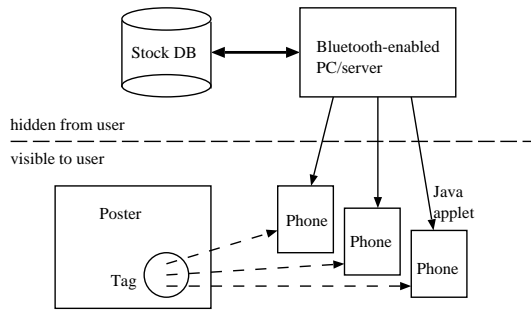 Stock DB
Bluetooth-enabled
PC/server
hidden from user
visible to user
Poster
Tag
Phone
Phone
Phone
Java
applet